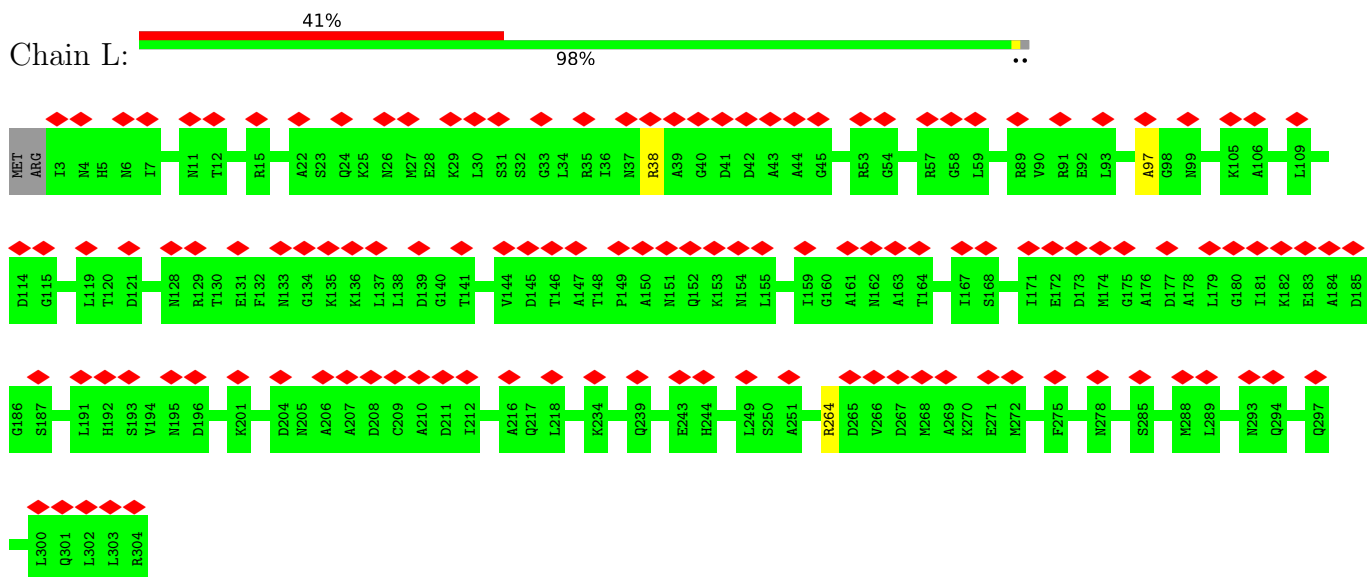 41%
Chain L:
98%
••
MET ARG I3 N4 H5 N6 I7 N11 T12 R15 A22 S23 Q24 K25 N26 M27 E28 K29 L30 S31 S32 G33 L34 R35 I36 N37 R38 A39 G40 D41 D42 A43 A44 G45 R53 G54 R57 G58 L59 R89 V90 R91 E92 L93 A97 G98 N99 K105 A106 L109
D114 G115 L119 T120 D121 N128 R129 T130 E131 F132 N133 G134 K135 K136 L137 L138 D139 G140 T141 V144 D145 T146 A147 T148 P149 A150 N151 Q152 K153 N154 L155 I159 G160 A161 N162 A163 T164 I167 S168 I171 E172 D173 M174 G175 A176 D177 A178 L179 G180 I181 K182 E183 A184 D185
G186 S187 L191 H192 S193 V194 N195 D196 K201 D204 N205 A206 A207 D208 C209 A210 D211 I212 A216 Q217 L218 K234 Q239 E243 H244 L249 S250 A251 R264 D265 V266 D267 M268 A269 K270 E271 M272 F275 N278 S285 M288 L289 N293 Q294 Q297
L300 Q301 L302 L303 R304